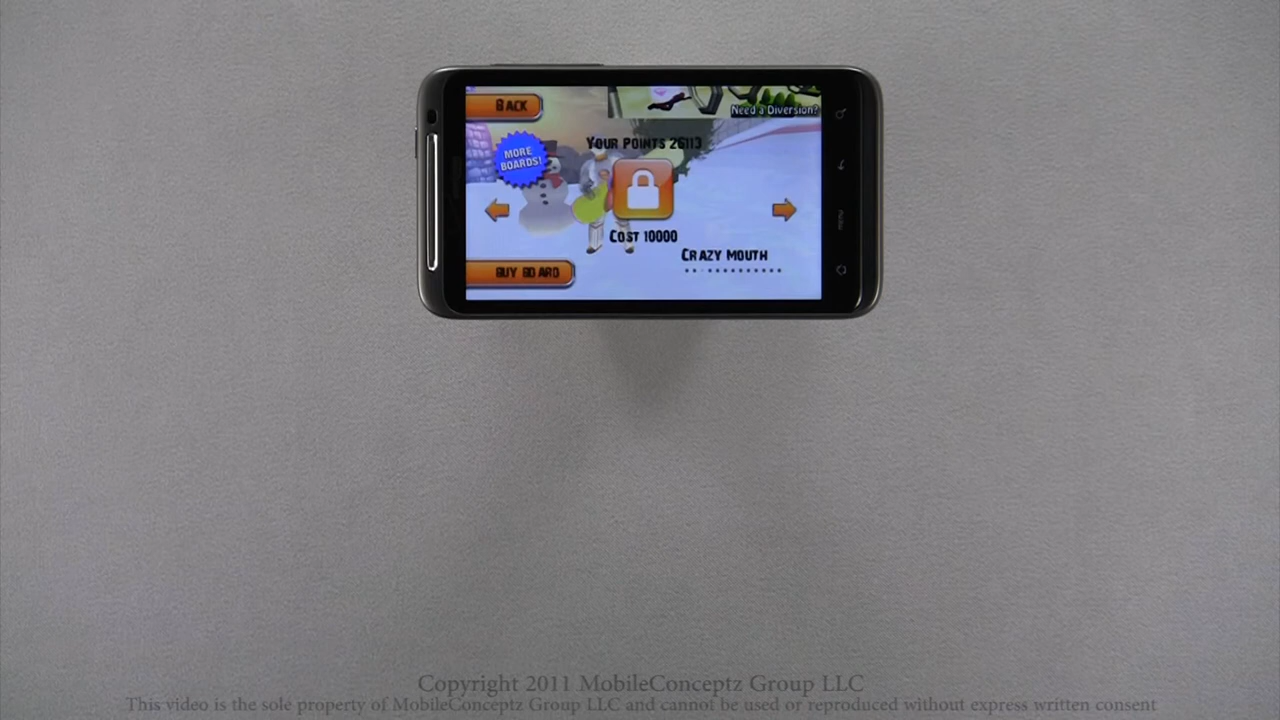 BACK
Need a Diversion?
YOUR POINTS 26113
MORE
BOARDS!
COST 10000
CRAZY MOUTH
BUY BOARD
menu
Copyright 2011 MobileConceptz Group LLC
This video is the sole property of MobileConceptz Group LLC and cannot be used or reproduced without express written consent